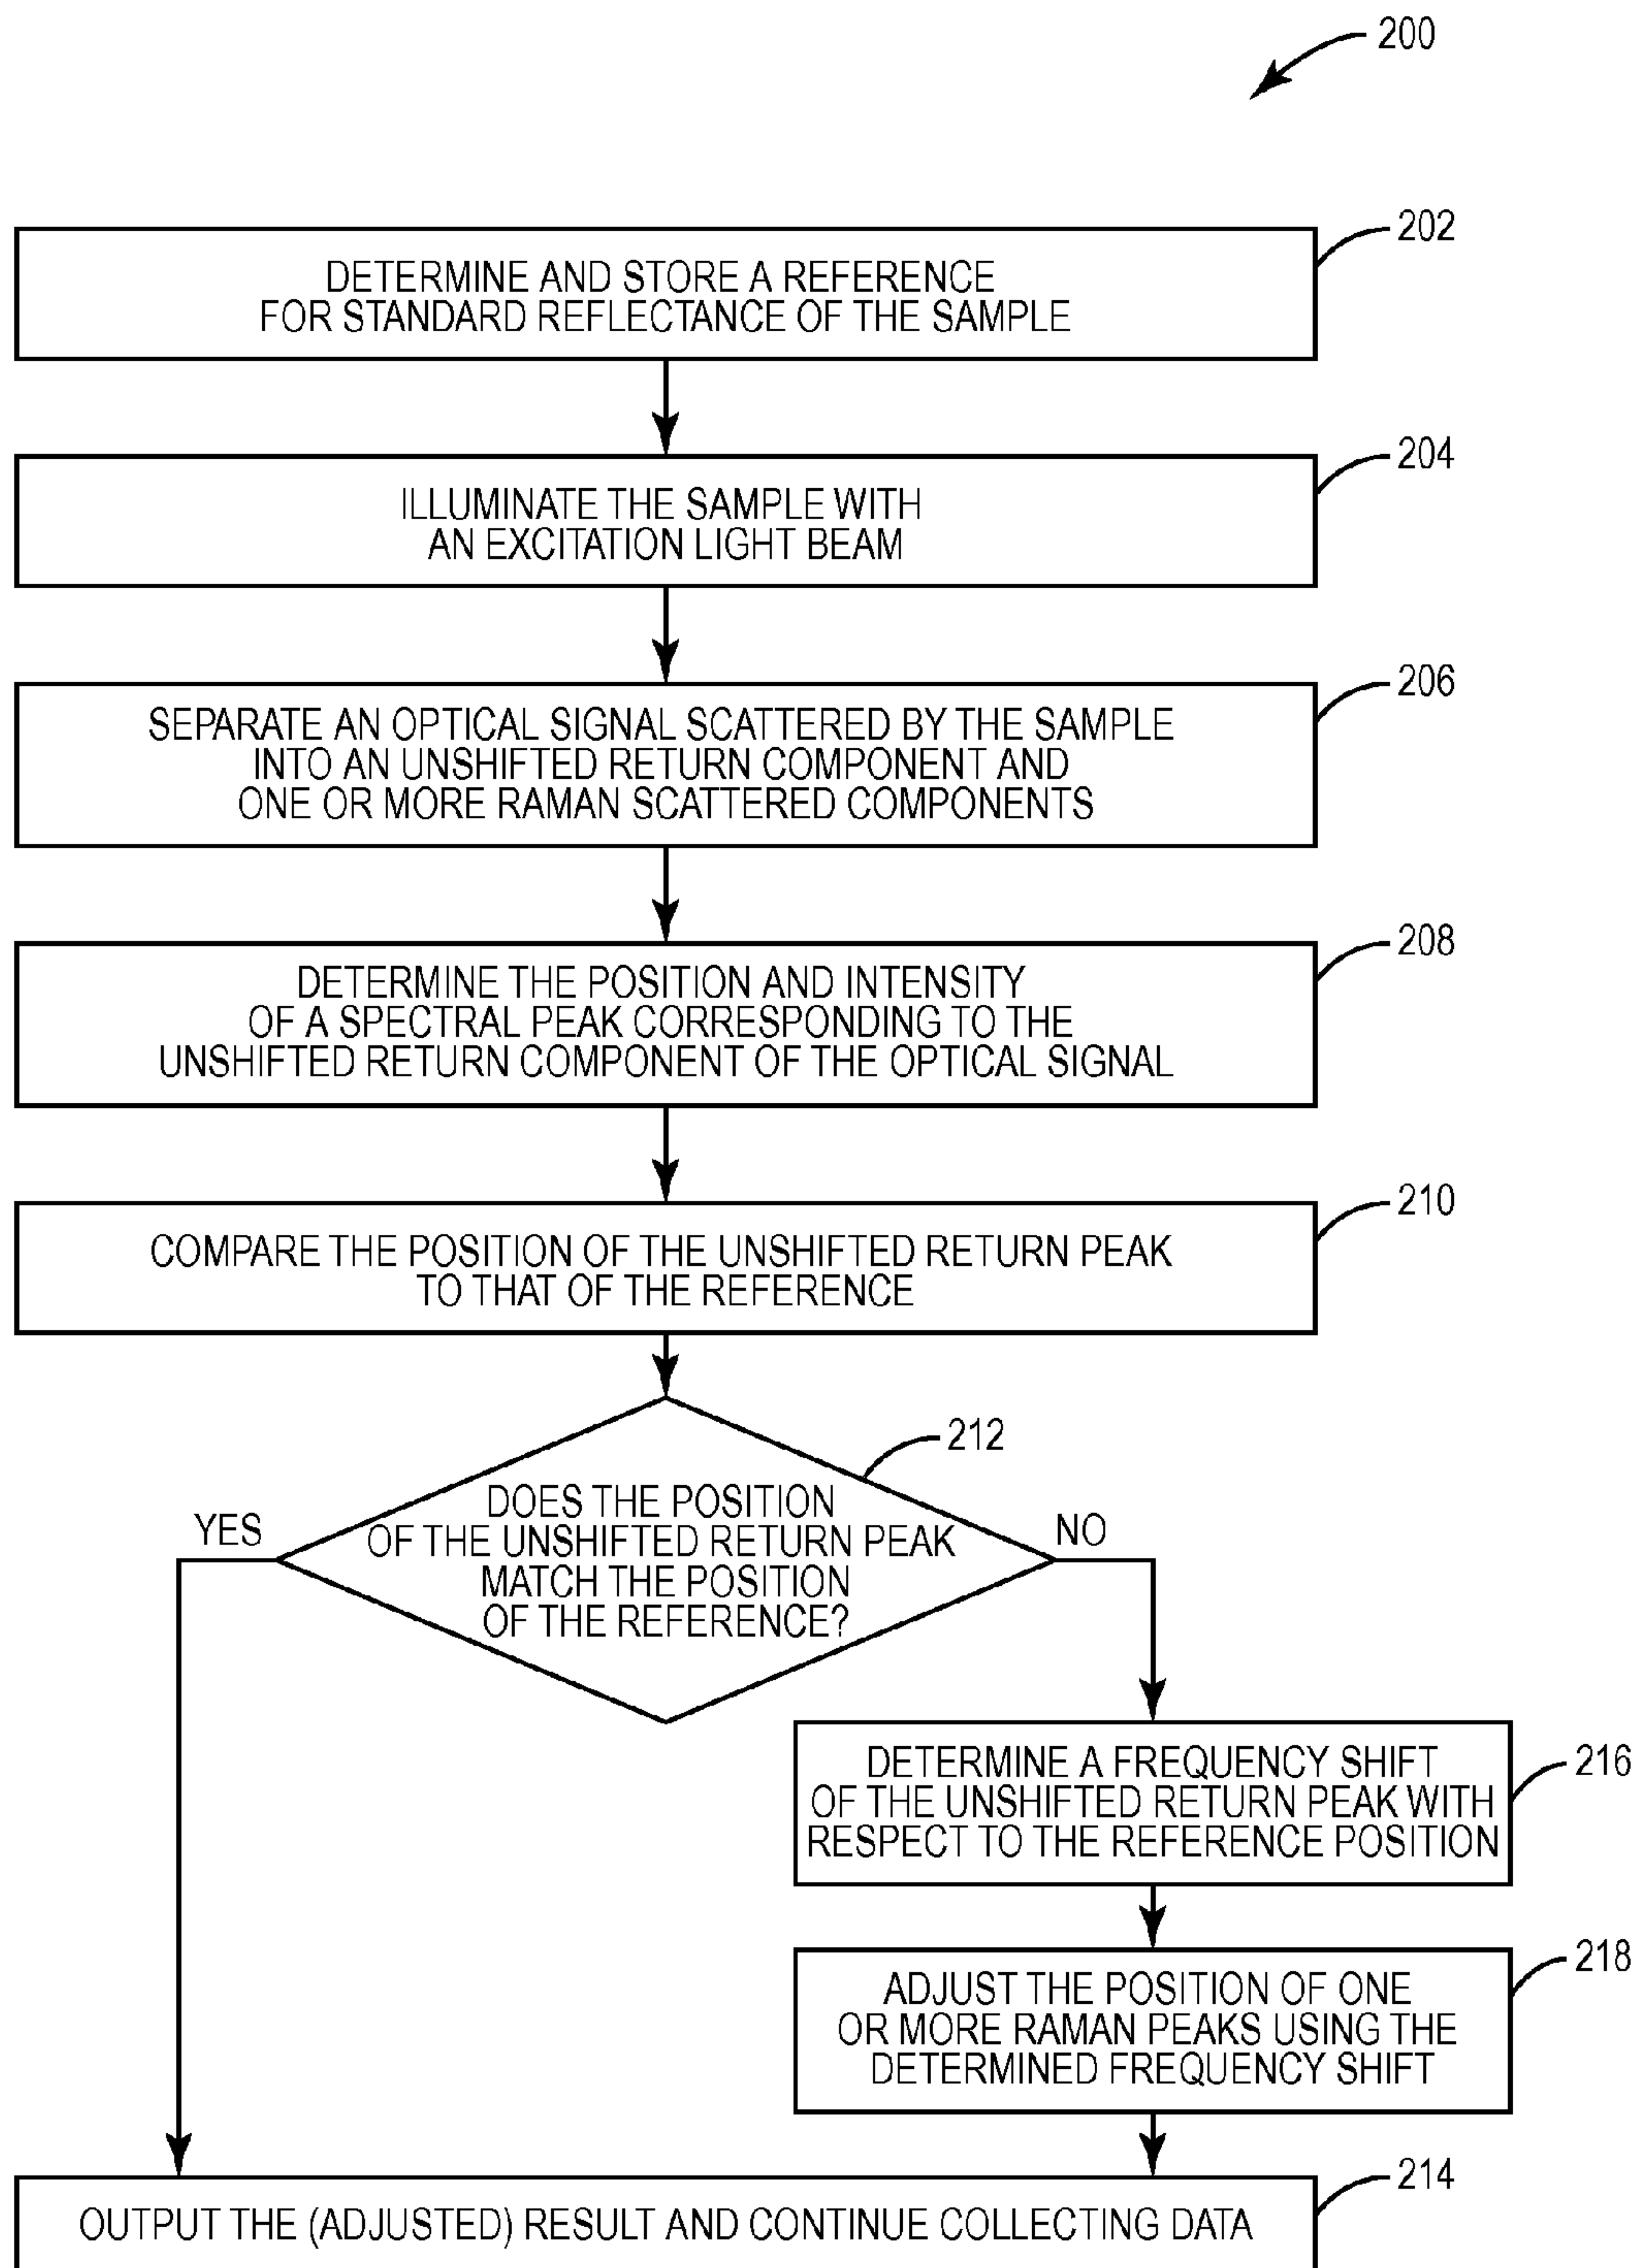 200
202
DETERMINE AND STORE A REFERENCE
FOR STANDARD REFLECTANCE OF THE SAMPLE
204
ILLUMINATE THE SAMPLE WITH
AN EXCITATION LIGHT BEAM
206
SEPARATE AN OPTICAL SIGNAL SCATTERED BY THE SAMPLE
INTO AN UNSHIFTED RETURN COMPONENT AND
ONE OR MORE RAMAN SCATTERED COMPONENTS
208
DETERMINE THE POSITION AND INTENSITY
OF A SPECTRAL PEAK CORRESPONDING TO THE
UNSHIFTED RETURN COMPONENT OF THE OPTICAL SIGNAL
210
COMPARE THE POSITION OF THE UNSHIFTED RETURN PEAK
TO THAT OF THE REFERENCE
212
DOES THE POSITION
OF THE UNSHIFTED RETURN PEAK
MATCH THE POSITION
OF THE REFERENCE?
YES
NO
216
DETERMINE A FREQUENCY SHIFT
OF THE UNSHIFTED RETURN PEAK WITH
RESPECT TO THE REFERENCE POSITION
218
ADJUST THE POSITION OF ONE
OR MORE RAMAN PEAKS USING THE
DETERMINED FREQUENCY SHIFT
214
OUTPUT THE (ADJUSTED) RESULT AND CONTINUE COLLECTING DATA